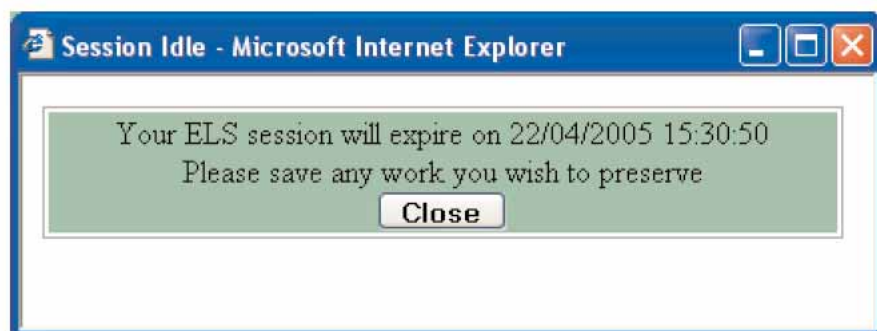 Session Idle - Microsoft Internet Explorer
Your ELS session will expire on 22/04/2005 15:30:50
Please save any work you wish to preserve
Close